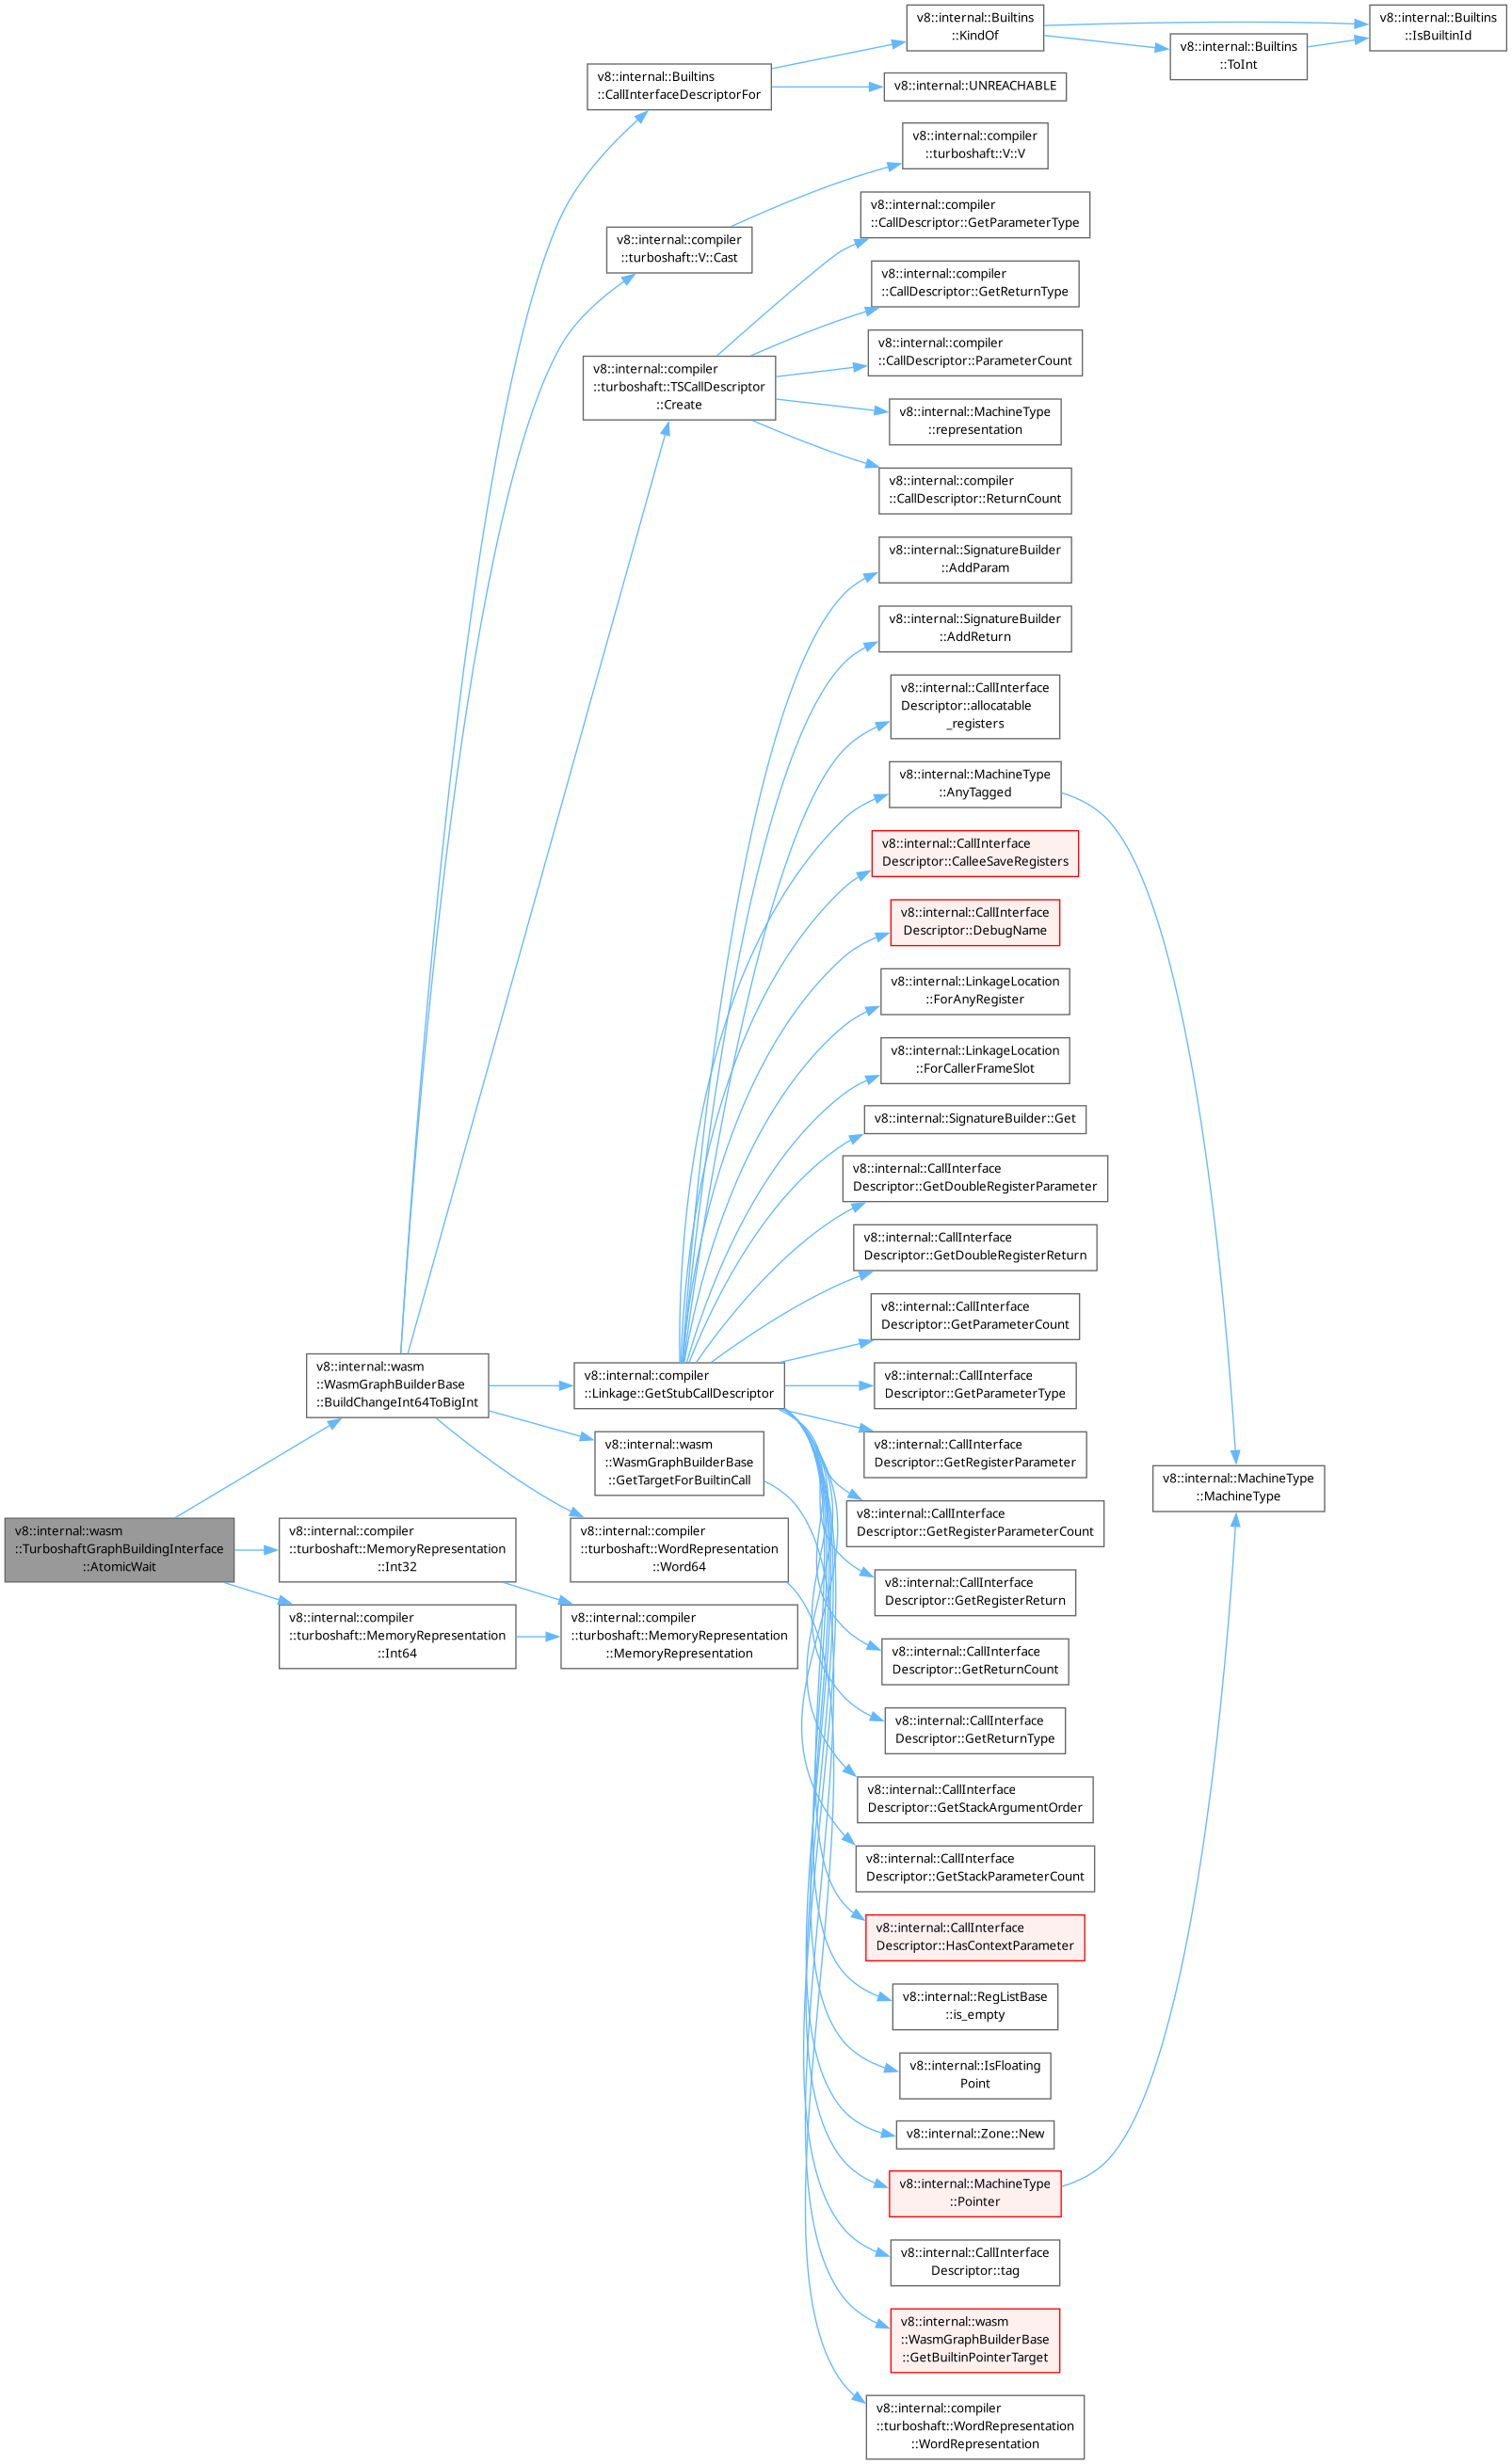 v8::internal::Builtins
::KindOf
v8::internal::Builtins
::IsBuiltinId
v8::internal::Builtins
::ToInt
v8::internal::Builtins
::CallInterfaceDescriptorFor
v8::internal::UNREACHABLE
v8::internal::compiler
::turboshaft::V::V
v8::internal::compiler
::CallDescriptor::GetParameterType
v8::internal::compiler
::turboshaft::V::Cast
v8::internal::compiler
::CallDescriptor::GetReturnType
v8::internal::compiler
::CallDescriptor::ParameterCount
v8::internal::compiler
::turboshaft::TSCallDescriptor
::Create
v8::internal::MachineType
::representation
v8::internal::compiler
::CallDescriptor::ReturnCount
v8::internal::SignatureBuilder
::AddParam
v8::internal::SignatureBuilder
::AddReturn
v8::internal::CallInterface
Descriptor::allocatable
_registers
v8::internal::MachineType
::AnyTagged
v8::internal::CallInterface
Descriptor::CalleeSaveRegisters
v8::internal::CallInterface
Descriptor::DebugName
v8::internal::LinkageLocation
::ForAnyRegister
v8::internal::LinkageLocation
::ForCallerFrameSlot
v8::internal::SignatureBuilder::Get
v8::internal::CallInterface
Descriptor::GetDoubleRegisterParameter
v8::internal::CallInterface
Descriptor::GetDoubleRegisterReturn
v8::internal::CallInterface
Descriptor::GetParameterCount
v8::internal::wasm
::WasmGraphBuilderBase
::BuildChangeInt64ToBigInt
v8::internal::compiler
::Linkage::GetStubCallDescriptor
v8::internal::CallInterface
Descriptor::GetParameterType
v8::internal::wasm
::WasmGraphBuilderBase
::GetTargetForBuiltinCall
v8::internal::CallInterface
Descriptor::GetRegisterParameter
v8::internal::MachineType
::MachineType
v8::internal::CallInterface
Descriptor::GetRegisterParameterCount
v8::internal::wasm
::TurboshaftGraphBuildingInterface
::AtomicWait
v8::internal::compiler
::turboshaft::MemoryRepresentation
::Int32
v8::internal::compiler
::turboshaft::WordRepresentation
::Word64
v8::internal::CallInterface
Descriptor::GetRegisterReturn
v8::internal::compiler
::turboshaft::MemoryRepresentation
::Int64
v8::internal::compiler
::turboshaft::MemoryRepresentation
::MemoryRepresentation
v8::internal::CallInterface
Descriptor::GetReturnCount
v8::internal::CallInterface
Descriptor::GetReturnType
v8::internal::CallInterface
Descriptor::GetStackArgumentOrder
v8::internal::CallInterface
Descriptor::GetStackParameterCount
v8::internal::CallInterface
Descriptor::HasContextParameter
v8::internal::RegListBase
::is_empty
v8::internal::IsFloating
Point
v8::internal::Zone::New
v8::internal::MachineType
::Pointer
v8::internal::CallInterface
Descriptor::tag
v8::internal::wasm
::WasmGraphBuilderBase
::GetBuiltinPointerTarget
v8::internal::compiler
::turboshaft::WordRepresentation
::WordRepresentation